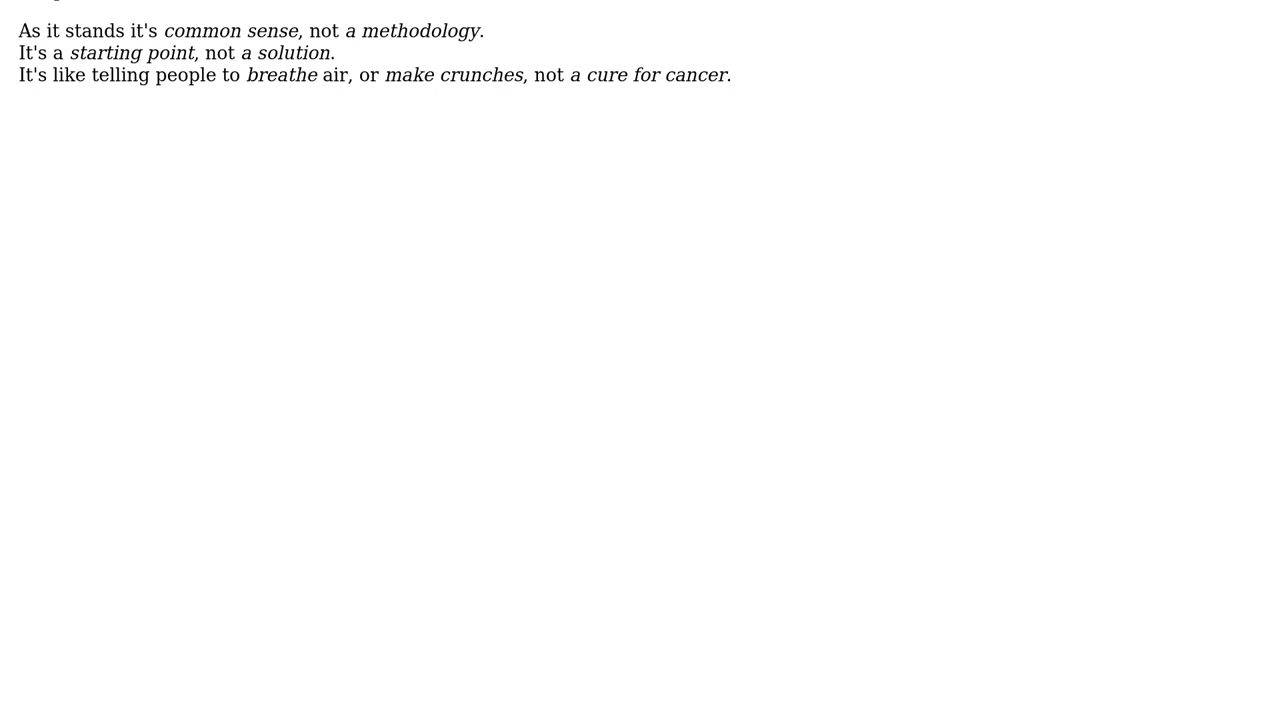 As it stands it's common sense, not a methodology.
It's a starting point, not a solution.
It's like telling people to breathe air, or make crunches, not a cure for cancer.